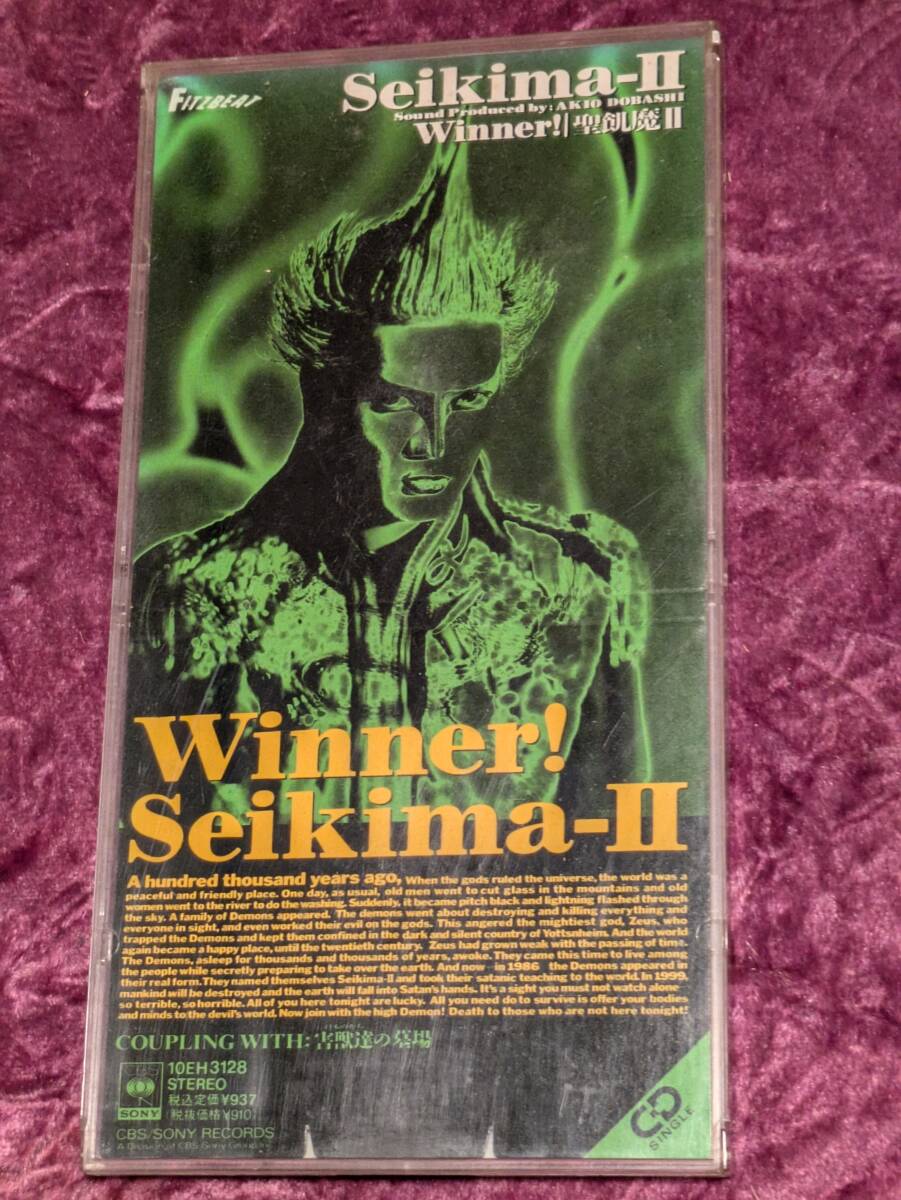 FITZBEAT
Seikima-II
Sound Produced by: AKIO DOBASHI
Winner! 聖飢魔II
Winner!
Seikima-II
A hundred thousand years ago, When the gods ruled the universe, the world was a
peaceful and friendly place. One day, as usual, old men went to cut glass in the mountains and old
women went to the river to do the washing. Suddenly, it became pitch black and lightning flashed through
the sky. A family of Demons appeared. The demons went about destroying and killing everything and
everyone in sight, and even worked their evil on the gods. This angered the mightiest god, Zeus, who
trapped the Demons and kept them confined in the dark and silent country of Yottsnheim. And the world
again became a happy place, until the twentieth century. Zeus had grown weak with the passing of time.
The Demons, asleep for thousands and thousands of years, awoke. They came this time to live among
the people while secretly preparing to take over the earth. And now in 1986 the Demons appeared in
their real form. They named themselves Seikima-II and took their satanic teaching to the world. In 1999,
mankind will be destroyed and the earth will fall into Satan's hands. It's a sight you must not watch alone
so terrible, so horrible. All of you here tonight are lucky. All you need do to survive is offer your bodies
and minds to the devil's world. Now join with the high Demon! Death to those who are not here tonight!
COUPLING WITH: 害獣達の墓場
CBS
SONY
10EH 3128
STEREO
税込定価¥937
(税抜価格¥910)
CBS/SONY RECORDS
A Division of CBS/Sony Group Inc.
CD
SINGLE